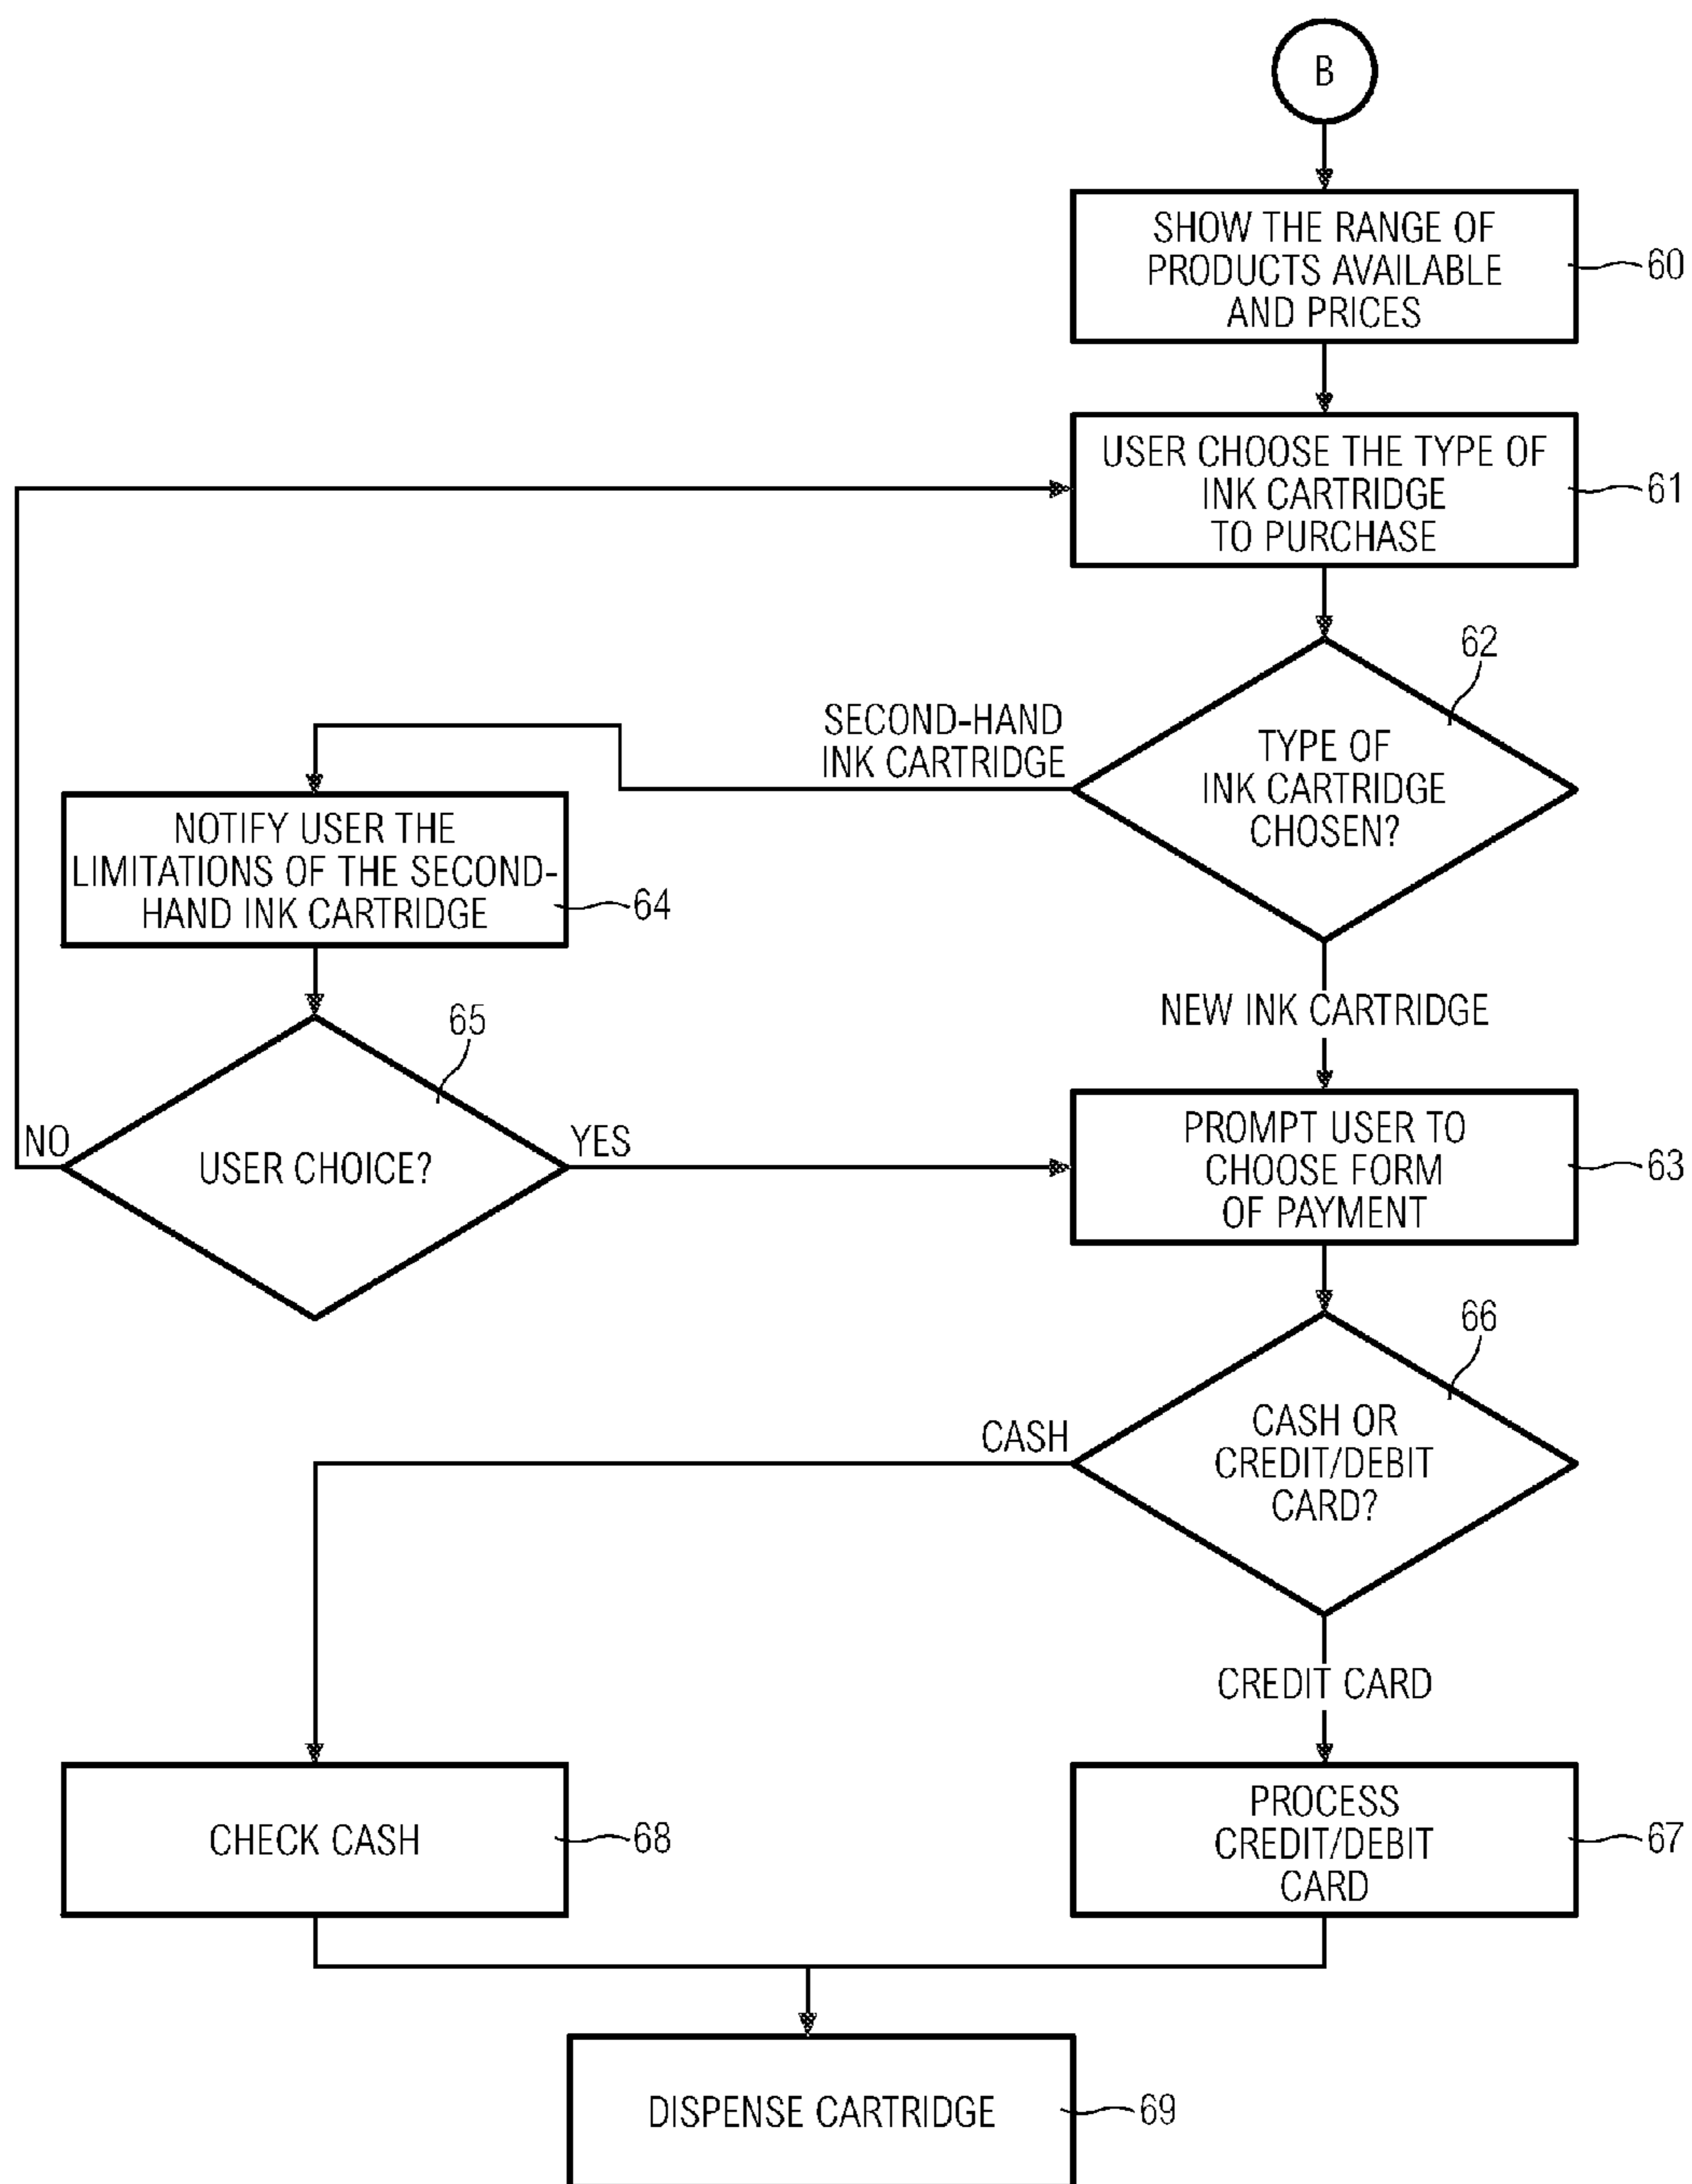 B
SHOW THE RANGE OF
PRODUCTS AVAILABLE
AND PRICES
60
USER CHOOSE THE TYPE OF
INK CARTRIDGE
TO PURCHASE
61
62
TYPE OF
INK CARTRIDGE
CHOSEN?
SECOND-HAND
INK CARTRIDGE
NOTIFY USER THE
LIMITATIONS OF THE SECOND-
HAND INK CARTRIDGE
64
NEW INK CARTRIDGE
65
USER CHOICE?
NO
YES
PROMPT USER TO
CHOOSE FORM
OF PAYMENT
63
66
CASH OR
CREDIT/DEBIT
CARD?
CASH
CREDIT CARD
CHECK CASH
68
PROCESS
CREDIT/DEBIT
CARD
67
DISPENSE CARTRIDGE
69